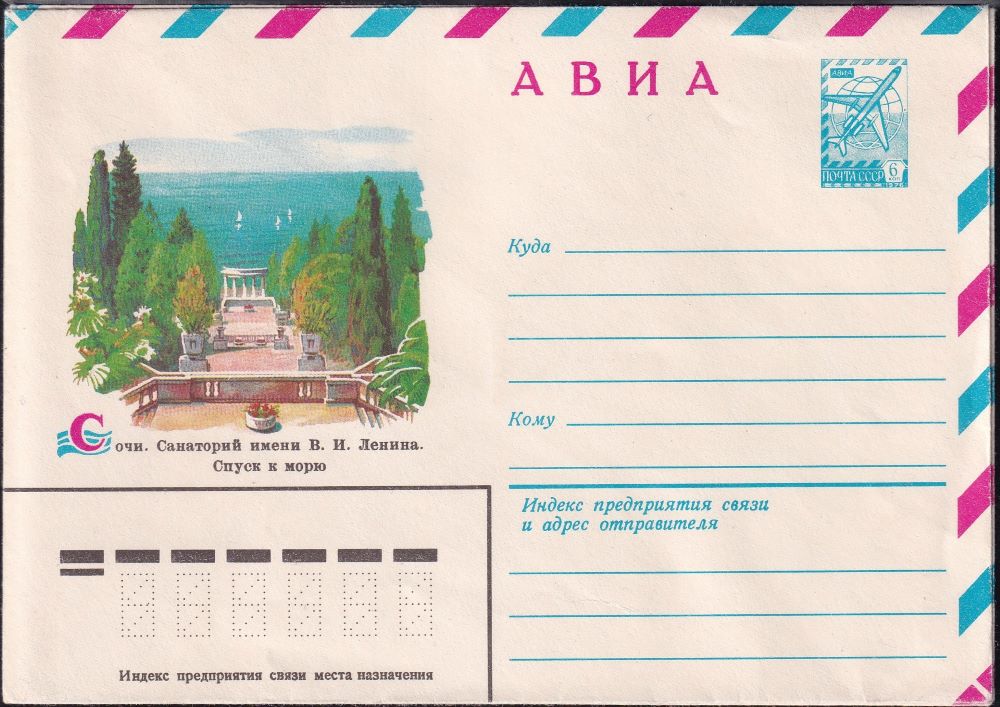 АВИА
АВИА
ПОЧТА СССР
6
КОП
1978
Куда
Кому
Сочи. Санаторий имени В. И. Ленина.
Спуск к морю
Индекс предприятия связи
и адрес отправителя
Индекс предприятия связи места назначения